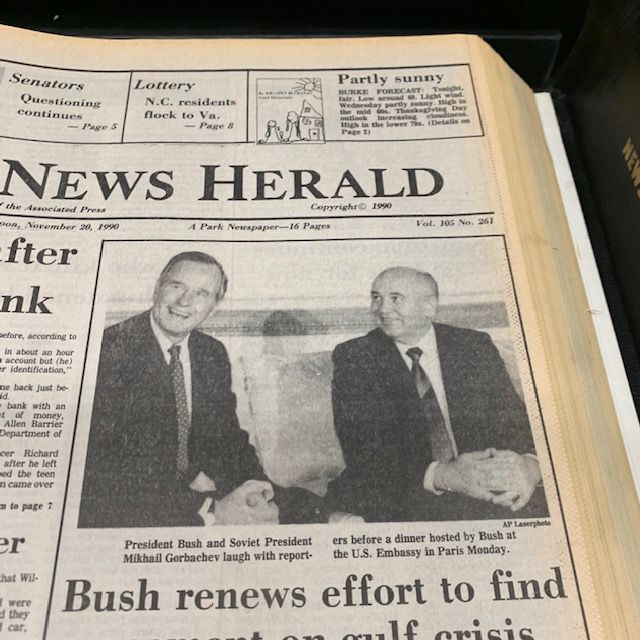 Senators
Questioning
continues
— Page 5
Lottery
N.C. residents
flock to Va.
— Page 8
Partly sunny
BURKE FORECAST: Tonight,
fair. Low around 40. Light wind.
Wednesday partly sunny. High in
the mid 60s. Thanksgiving Day
outlook increasing cloudiness.
High in the lower 70s. (Details on
Page 2)
NEWS HERALD
the Associated Press
Copyright© 1990
November 20, 1990
A Park Newspaper—16 Pages
Vol. 105 No. 261
fter
nk
before, according to
in about an hour
account but (he)
identification,"
me back just be-
bank with an
of money,
Allen Barrier
Department of
cer Richard
after he left
ped the teen
came over
to page 7
er
that Wil-
were
they
car,
AP Laserphoto
President Bush and Soviet President
Mikhail Gorbachev laugh with report-
ers before a dinner hosted by Bush at
the U.S. Embassy in Paris Monday.
Bush renews effort to find
on gulf crisis